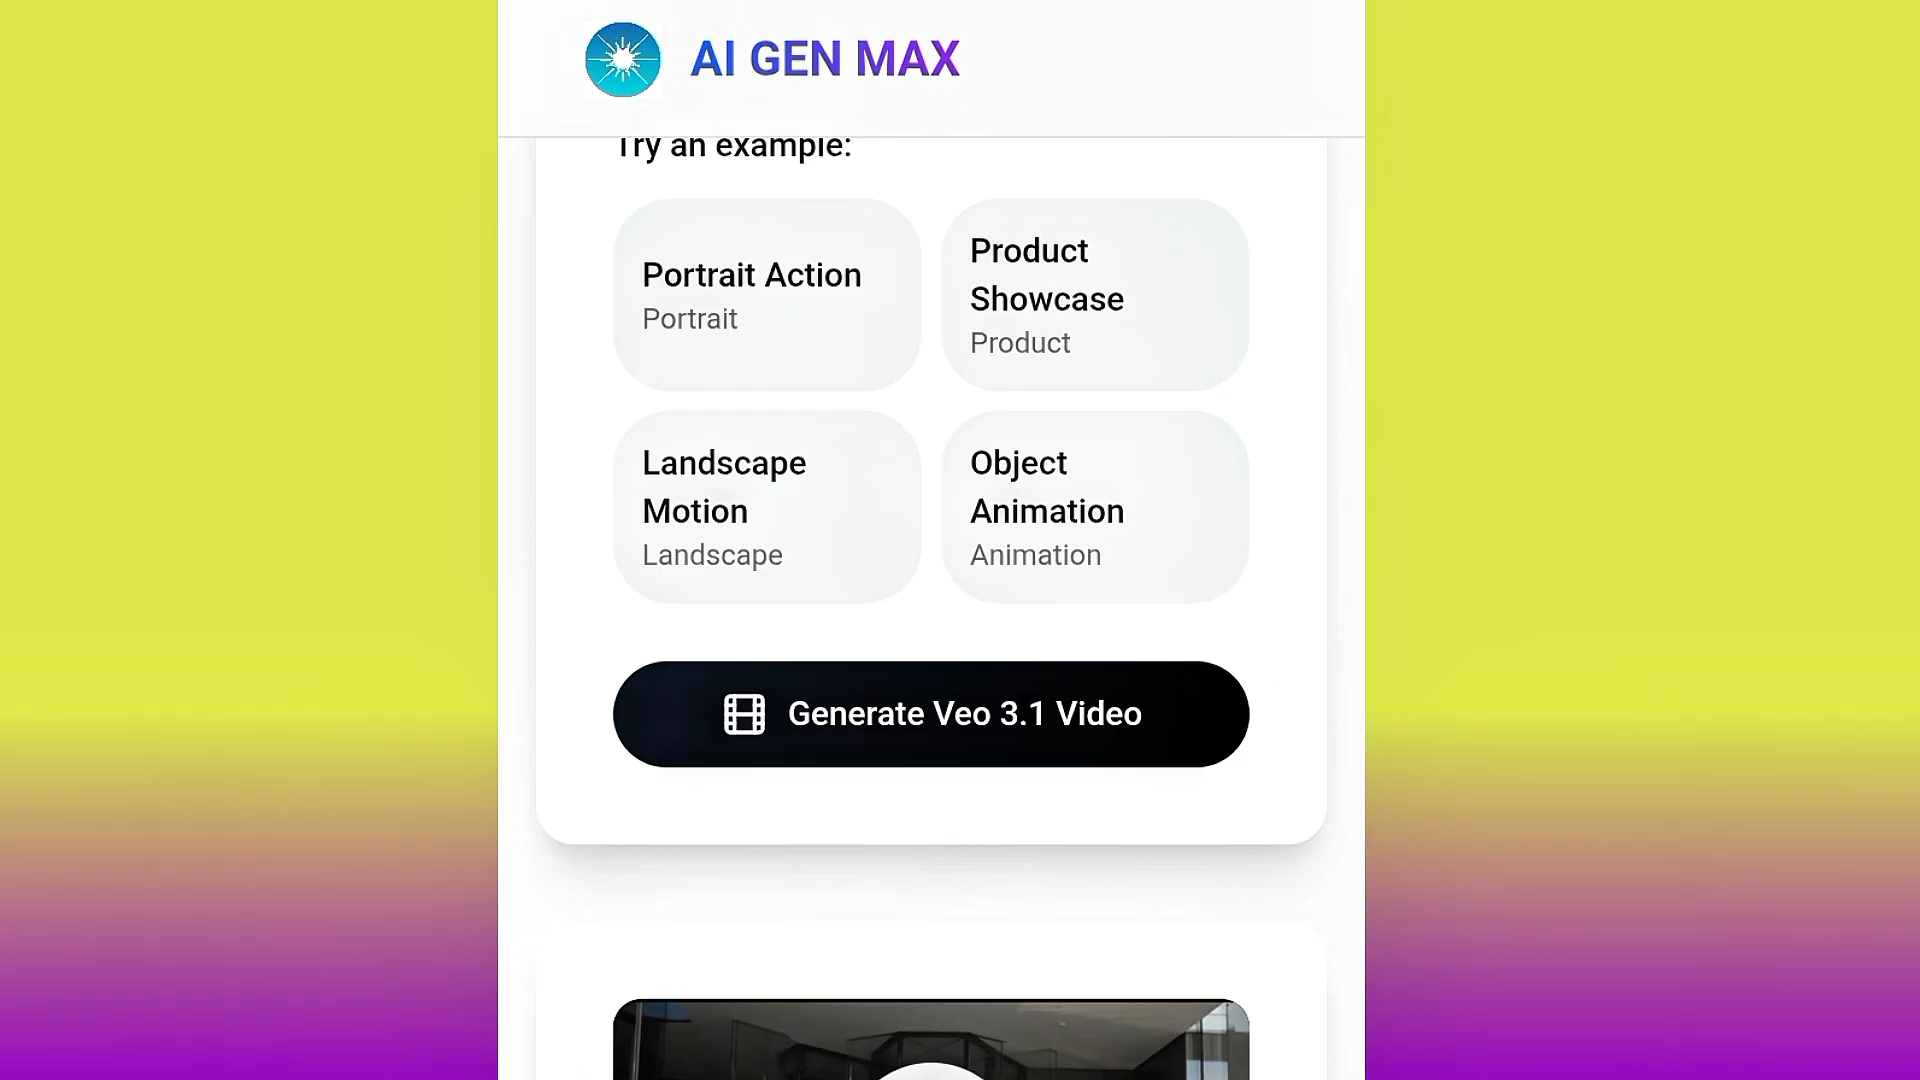 AI GEN MAX
Try an example:
Portrait Action
Portrait
Product
Showcase
Product
Landscape
Motion
Landscape
Object
Animation
Animation
Generate Veo 3.1 Video